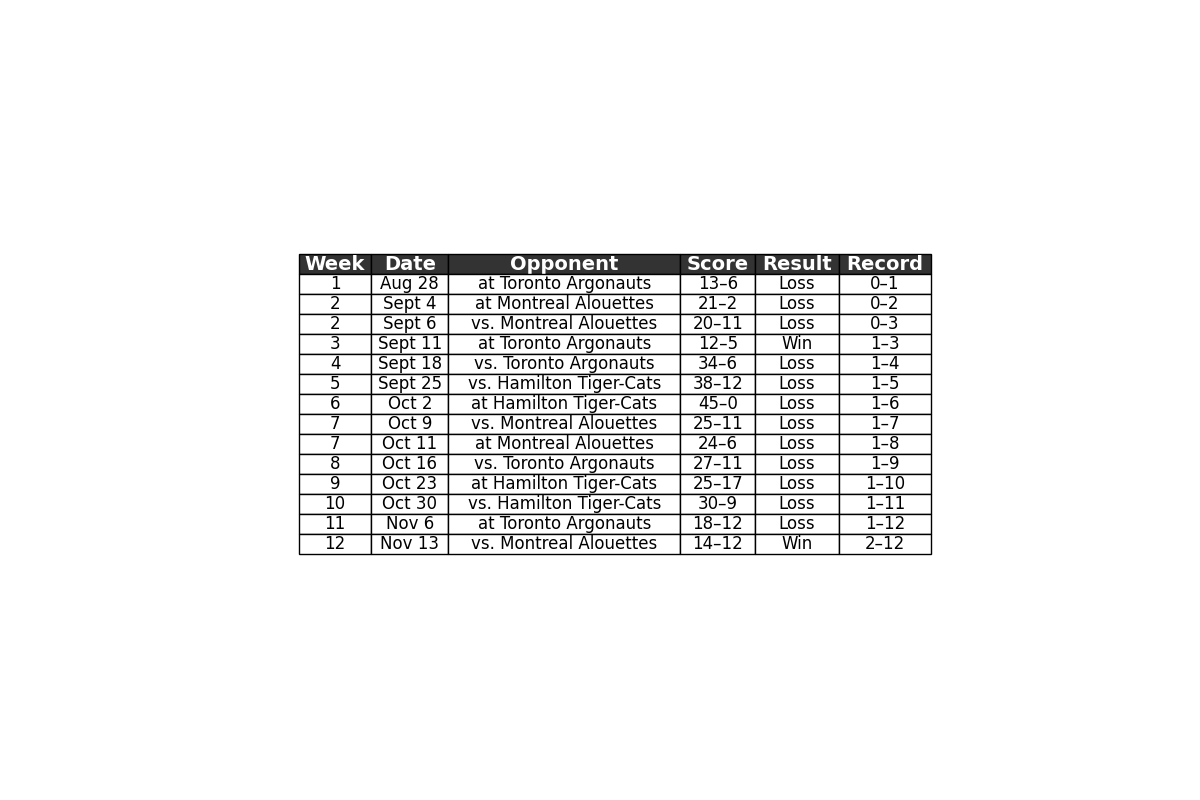 Week Date Opponent Score Result Record
1 Aug 28 at Toronto Argonauts 13–6 Loss 0–1
2 Sept 4 at Montreal Alouettes 21–2 Loss 0–2
2 Sept 6 vs. Montreal Alouettes 20–11 Loss 0–3
3 Sept 11 at Toronto Argonauts 12–5 Win 1–3
4 Sept 18 vs. Toronto Argonauts 34–6 Loss 1–4
5 Sept 25 vs. Hamilton Tiger-Cats 38–12 Loss 1–5
6 Oct 2 at Hamilton Tiger-Cats 45–0 Loss 1–6
7 Oct 9 vs. Montreal Alouettes 25–11 Loss 1–7
7 Oct 11 at Montreal Alouettes 24–6 Loss 1–8
8 Oct 16 vs. Toronto Argonauts 27–11 Loss 1–9
9 Oct 23 at Hamilton Tiger-Cats 25–17 Loss 1–10
10 Oct 30 vs. Hamilton Tiger-Cats 30–9 Loss 1–11
11 Nov 6 at Toronto Argonauts 18–12 Loss 1–12
12 Nov 13 vs. Montreal Alouettes 14–12 Win 2–12